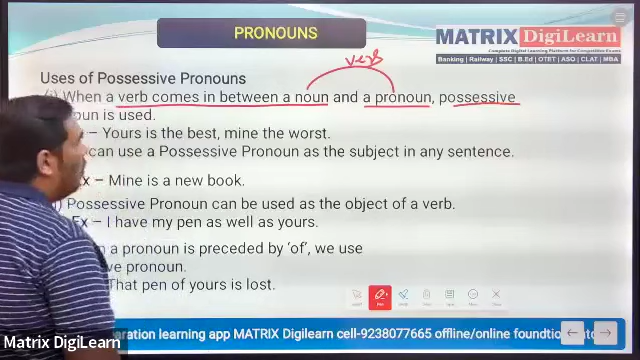 PRONOUNS
MATRIX DigiLearn
Complete Digital Learning Platform for Competitive Exams
Banking | Railway | SSC | B.Ed | OTET | ASO | CLAT | MBA
verb
Uses of Possessive Pronouns
(i) When a verb comes in between a noun and a pronoun, possessive
noun is used.
– Yours is the best, mine the worst.
can use a Possessive Pronoun as the subject in any sentence.
Ex – Mine is a new book.
) Possessive Pronoun can be used as the object of a verb.
Ex – I have my pen as well as yours.
a pronoun is preceded by ‘of’, we use
ve pronoun.
That pen of yours is lost.
Matrix DigiLearn
paration learning app MATRIX Digilearn cell-9238077665 offline/online foundtion